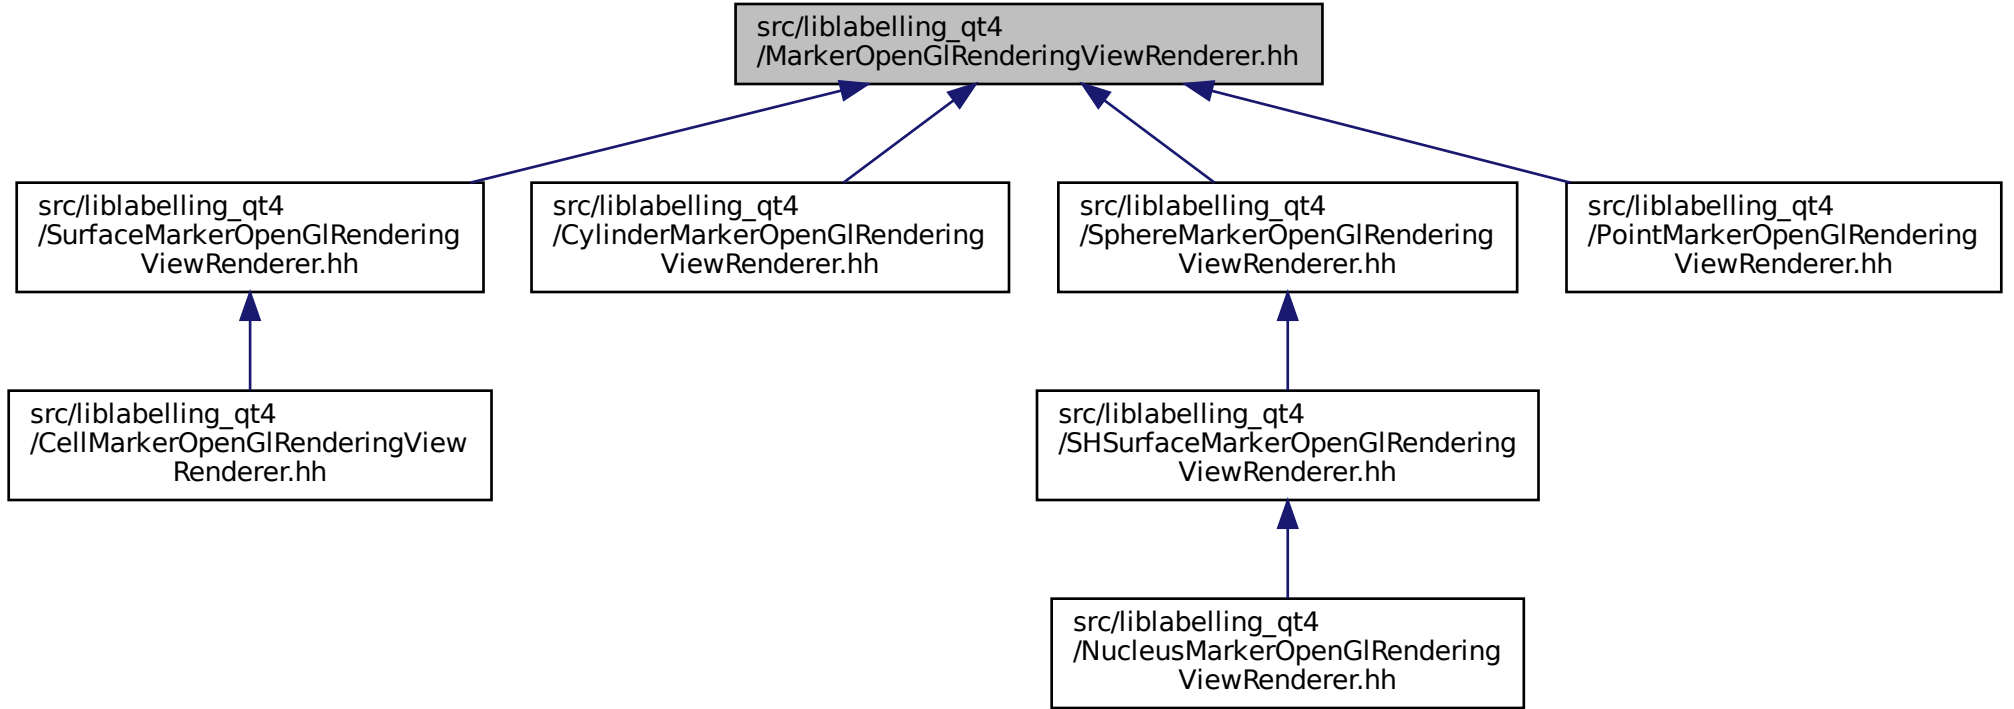 src/liblabelling_qt4
/MarkerOpenGlRenderingViewRenderer.hh
src/liblabelling_qt4
/SurfaceMarkerOpenGlRendering
ViewRenderer.hh
src/liblabelling_qt4
/CylinderMarkerOpenGlRendering
ViewRenderer.hh
src/liblabelling_qt4
/SphereMarkerOpenGlRendering
ViewRenderer.hh
src/liblabelling_qt4
/PointMarkerOpenGlRendering
ViewRenderer.hh
src/liblabelling_qt4
/CellMarkerOpenGlRenderingView
Renderer.hh
src/liblabelling_qt4
/SHSurfaceMarkerOpenGlRendering
ViewRenderer.hh
src/liblabelling_qt4
/NucleusMarkerOpenGlRendering
ViewRenderer.hh